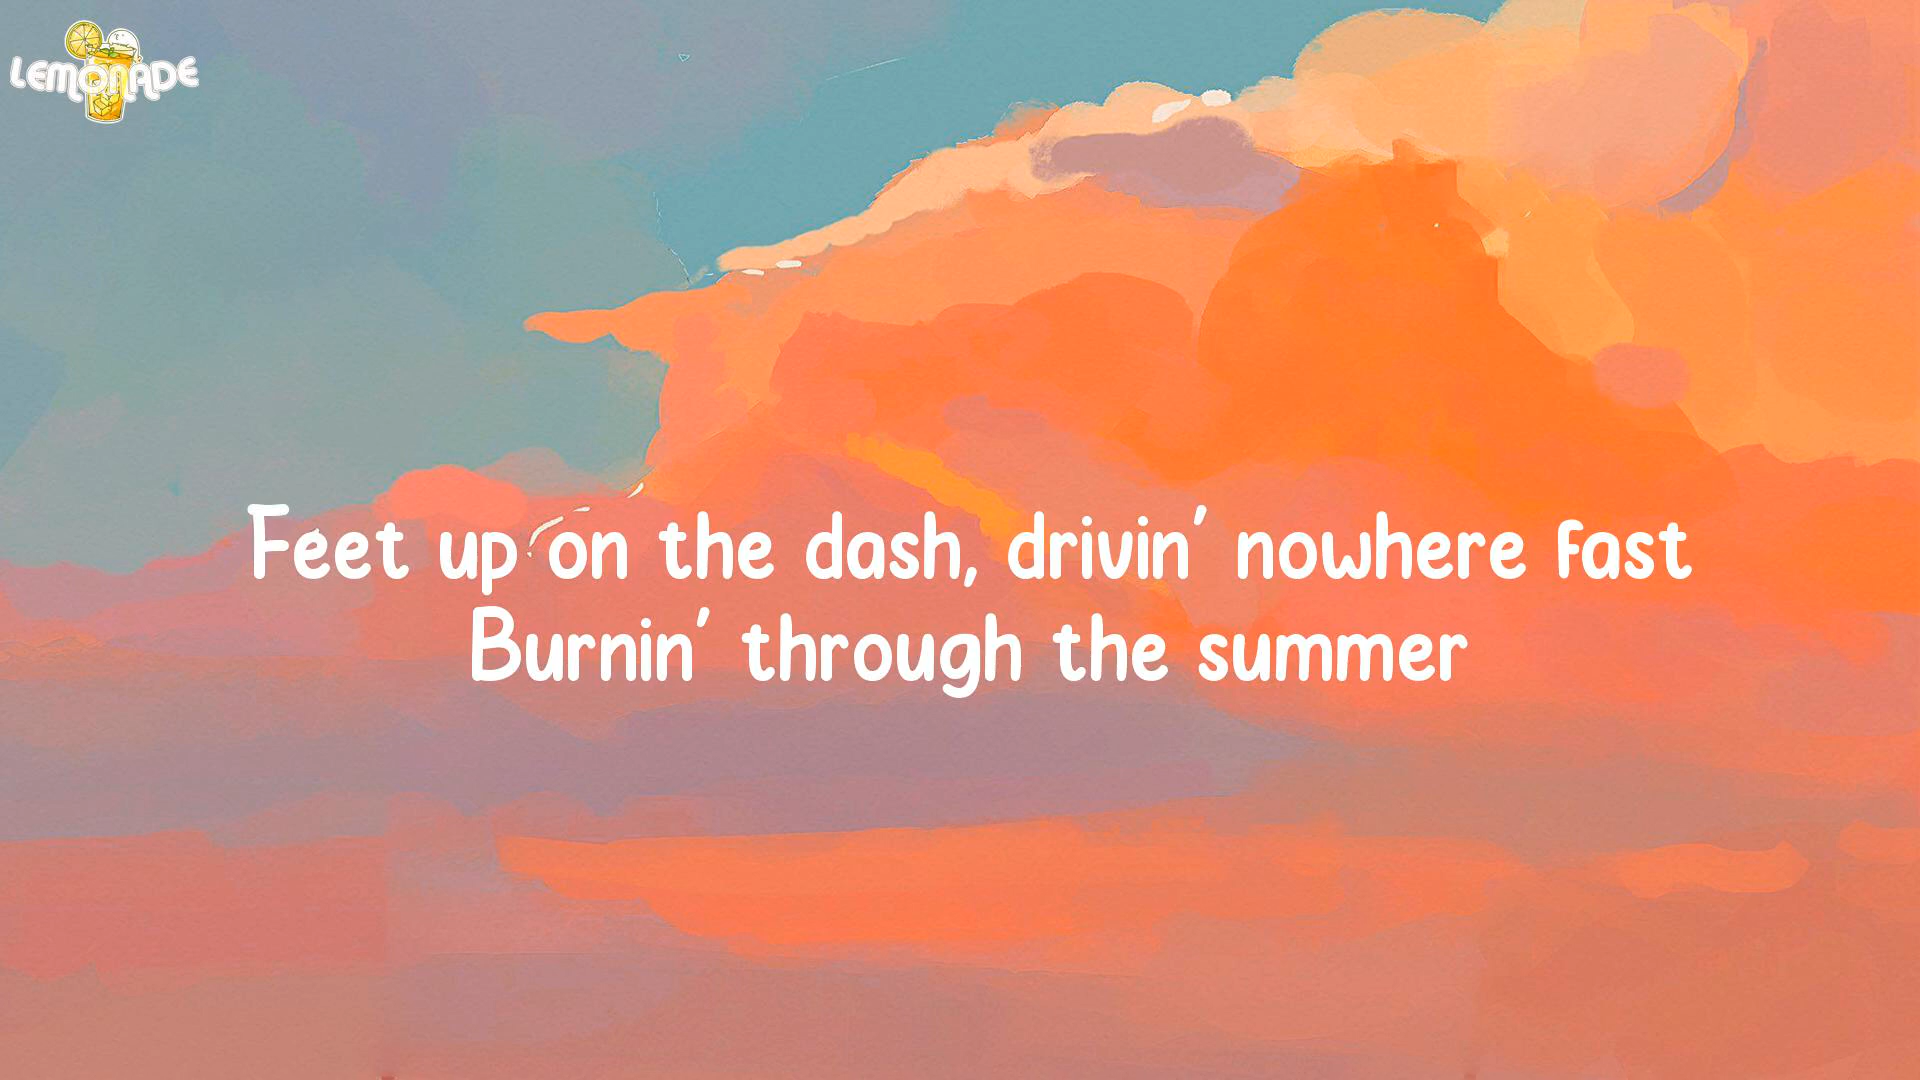 LEMONADE
Feet up on the dash, drivin' nowhere fast
Burnin' through the summer